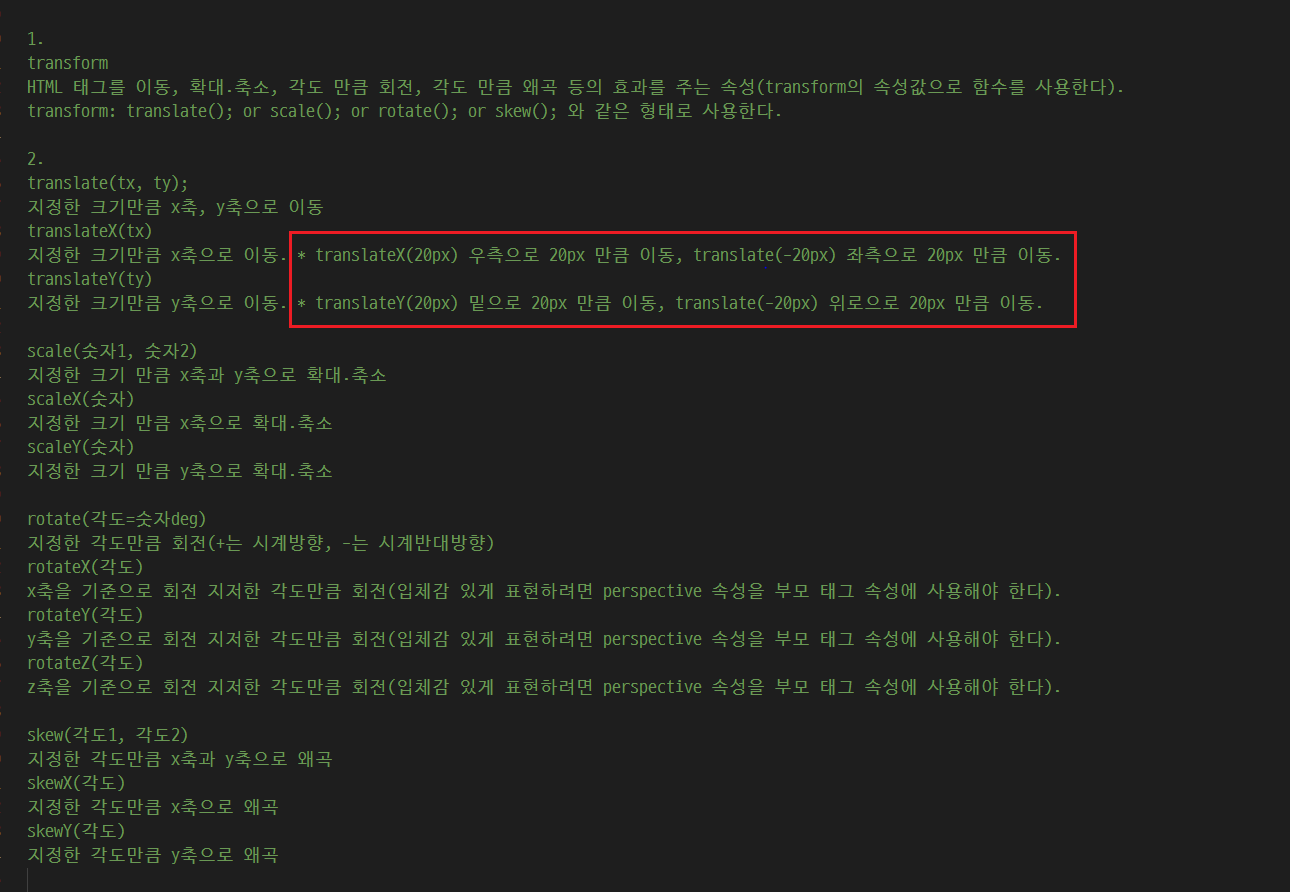 1.
transform
HTML 태그를 이동, 확대.축소, 각도 만큼 회전, 각도 만큼 왜곡 등의 효과를 주는 속성(transform의 속성값으로 함수를 사용한다).
transform: translate(); or scale(); or rotate(); or skew(); 와 같은 형태로 사용한다.
2.
translate(tx, ty);
지정한 크기만큼 x축, y축으로 이동
translateX(tx)
지정한 크기만큼 x축으로 이동. * translateX(20px) 우측으로 20px 만큼 이동, translate(-20px) 좌측으로 20px 만큼 이동.
translateY(ty)
지정한 크기만큼 y축으로 이동. * translateY(20px) 밑으로 20px 만큼 이동, translate(-20px) 위로으로 20px 만큼 이동.
scale(숫자1, 숫자2)
지정한 크기 만큼 x축과 y축으로 확대.축소
scaleX(숫자)
지정한 크기 만큼 x축으로 확대.축소
scaleY(숫자)
지정한 크기 만큼 y축으로 확대.축소
rotate(각도=숫자deg)
지정한 각도만큼 회전(+는 시계방향, -는 시계반대방향)
rotateX(각도)
x축을 기준으로 회전 지저한 각도만큼 회전(입체감 있게 표현하려면 perspective 속성을 부모 태그 속성에 사용해야 한다).
rotateY(각도)
y축을 기준으로 회전 지저한 각도만큼 회전(입체감 있게 표현하려면 perspective 속성을 부모 태그 속성에 사용해야 한다).
rotateZ(각도)
z축을 기준으로 회전 지저한 각도만큼 회전(입체감 있게 표현하려면 perspective 속성을 부모 태그 속성에 사용해야 한다).
skew(각도1, 각도2)
지정한 각도만큼 x축과 y축으로 왜곡
skewX(각도)
지정한 각도만큼 x축으로 왜곡
skewY(각도)
지정한 각도만큼 y축으로 왜곡